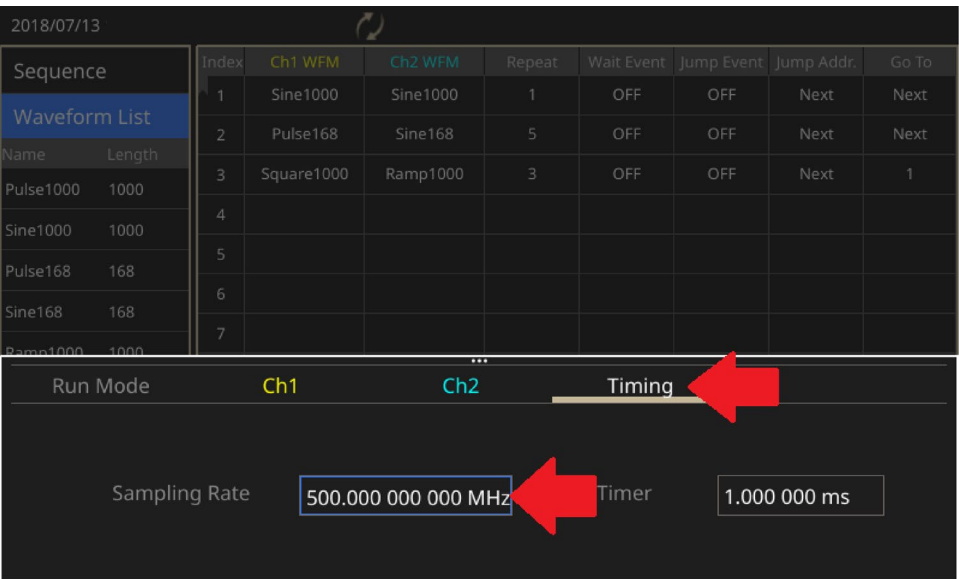 2018/07/13
Sequence
Waveform List
Name Length
Pulse1000 1000
Sine1000 1000
Pulse168 168
Sine168 168
Ramp1000 1000
Index Ch1 WFM Ch2 WFM Repeat Wait Event Jump Event Jump Addr. Go To
1 Sine1000 Sine1000 1 OFF OFF Next Next
2 Pulse168 Sine168 5 OFF OFF Next Next
3 Square1000 Ramp1000 3 OFF OFF Next 1
4
5
6
7
Run Mode Ch1 Ch2 Timing
Sampling Rate 500.000 000 000 MHz Timer 1.000 000 ms